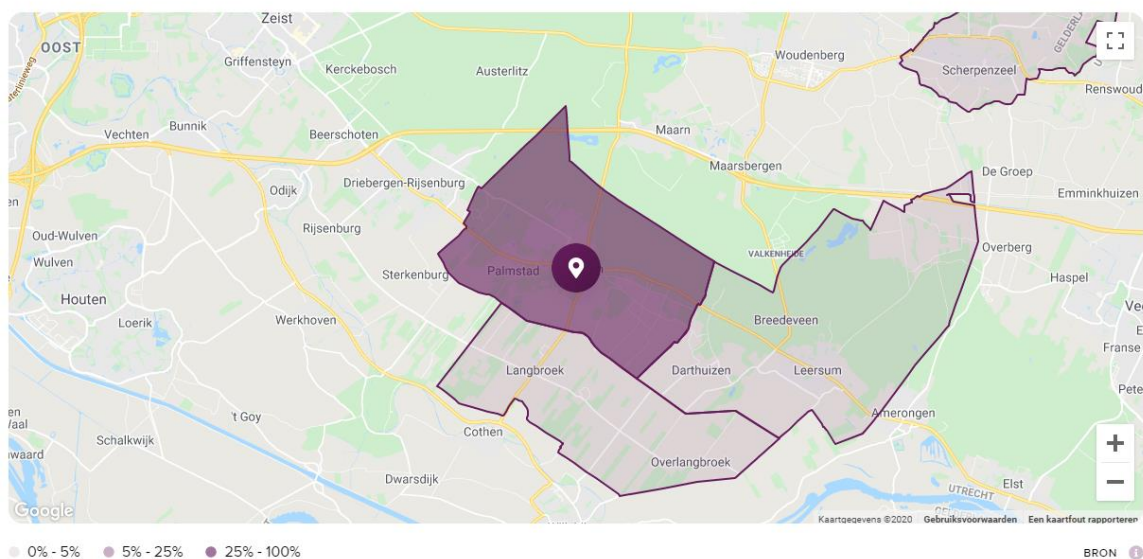 Zeist
OOST
Griffensteyn
Kerckebosch
Austerlitz
Woudenberg
GELDERLA
Scherpenzeel
Renswoud
Vechten
Bunnik
Beerschoten
Maarn
Maarsbergen
De Groep
Odijk
Driebergen-Rijsenburg
Emminkhuizen
Rijsenburg
Oud-Wulven
Wulven
Overberg
VALKENHEIDE
Sterkenburg
Palmstad
Haspel
Houten
Loerik
Werkhoven
Breedeveen
Franse
Langbroek
Darthuizen
Leersum
't Goy
Amerongen
Cothen
Schalkwijk
Overlangbroek
Dwarsdijk
Elst
UTRECHT
Google
Kaartgegevens ©2020 Gebruiksvoorwaarden Een kaartfout rapporteren
0% - 5% 5% - 25% 25% - 100% BRON i